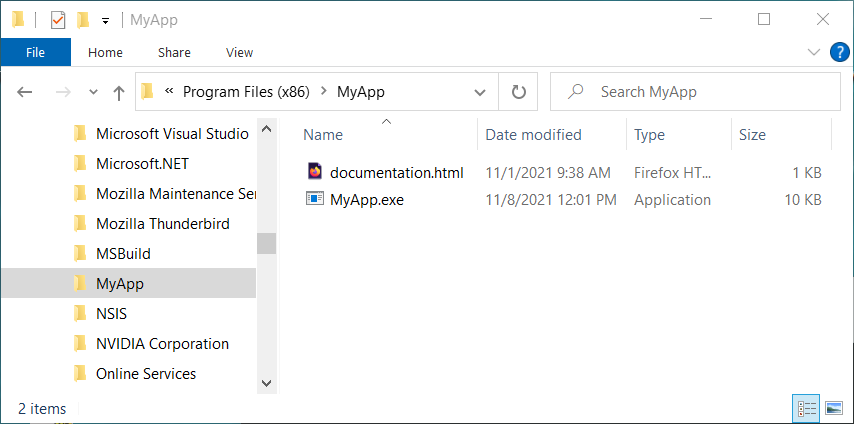 MyApp
File Home Share View
« Program Files (x86) > MyApp
Search MyApp
Microsoft Visual Studio
Microsoft.NET
Mozilla Maintenance Ser
Mozilla Thunderbird
MSBuild
MyApp
NSIS
NVIDIA Corporation
Online Services
Name Date modified Type Size
documentation.html 11/1/2021 9:38 AM Firefox HT... 1 KB
MyApp.exe 11/8/2021 12:01 PM Application 10 KB
2 items